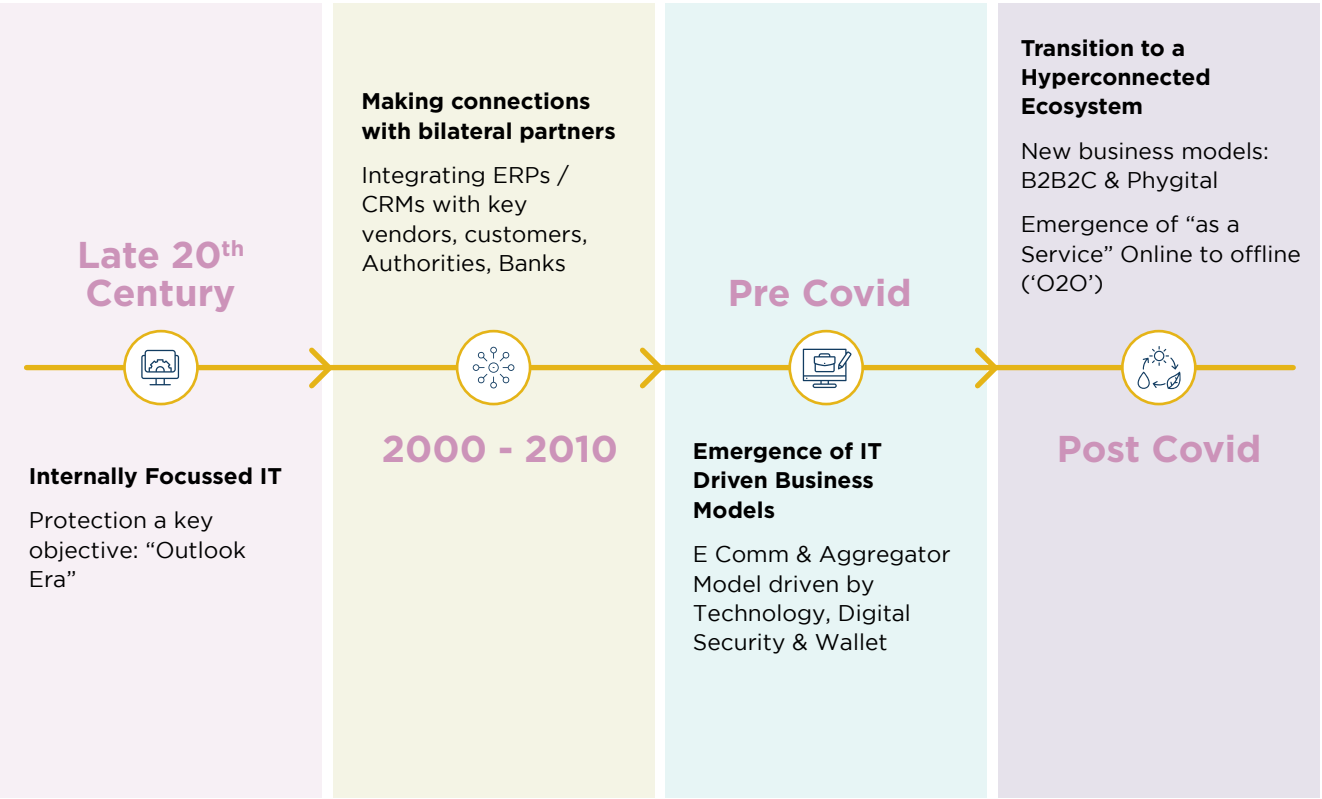 Late 20th
Century
Internally Focussed IT
Protection a key
objective: “Outlook
Era”
Making connections
with bilateral partners
Integrating ERPs /
CRMs with key
vendors, customers,
Authorities, Banks
2000 - 2010
Pre Covid
Emergence of IT
Driven Business
Models
E Comm & Aggregator
Model driven by
Technology, Digital
Security & Wallet
Transition to a
Hyperconnected
Ecosystem
New business models:
B2B2C & Phygital
Emergence of “as a
Service” Online to offline
(‘O2O’)
Post Covid